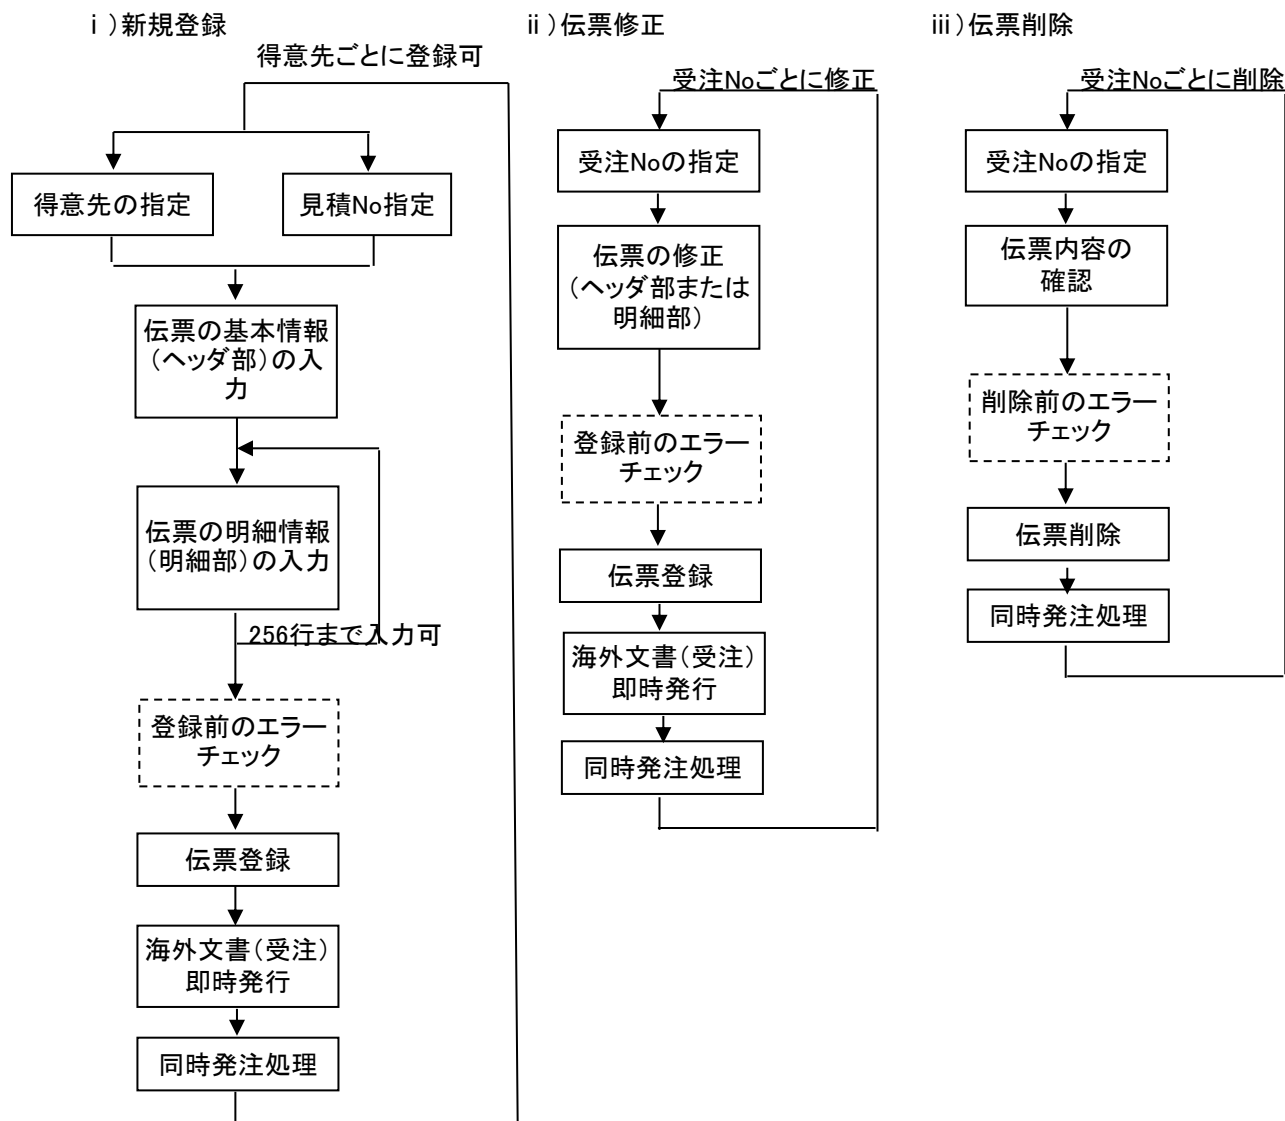 ⅰ)新規登録
得意先ごとに登録可
得意先の指定
見積No指定
伝票の基本情報
(ヘッダ部)の入
力
伝票の明細情報
(明細部)の入力
256行まで入力可
登録前のエラー
チェック
伝票登録
海外文書(受注)
即時発行
同時発注処理
ⅱ)伝票修正
受注Noごとに修正
受注Noの指定
伝票の修正
(ヘッダ部または
明細部)
登録前のエラー
チェック
伝票登録
海外文書(受注)
即時発行
同時発注処理
ⅲ)伝票削除
受注Noごとに削除
受注Noの指定
伝票内容の
確認
削除前のエラー
チェック
伝票削除
同時発注処理